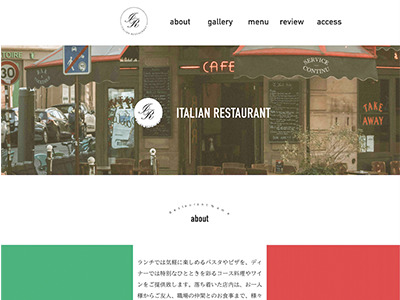 about gallery menu review access
30
CAFE
SERVICE
CONTINU
TAKE
AWAY
ITALIAN RESTAURANT
about
ランチでは気軽に楽しめるパスタやピザを、ディ
ナーでは特別なひとときを彩るコース料理やワイ
ンをご提供致します。落ち着いた店内は、お一人
様からご友人、職場の仲間とのお食事まで、様々